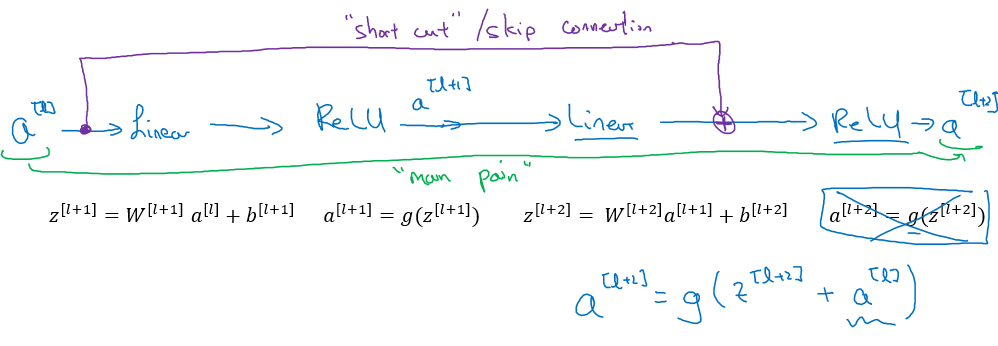 "short cut" /skip connection
a^[l] → Linear → ReLU a^[l+1] → Linear → ⊕ → ReLU → a^[l+2]
"main pain"
z^[l+1] = W^[l+1] a^[l] + b^[l+1] a^[l+1] = g(z^[l+1]) z^[l+2] = W^[l+2] a^[l+1] + b^[l+2] a^[l+2] = g(z^[l+2])
a^[l+2] = g(z^[l+2] + a^[l])